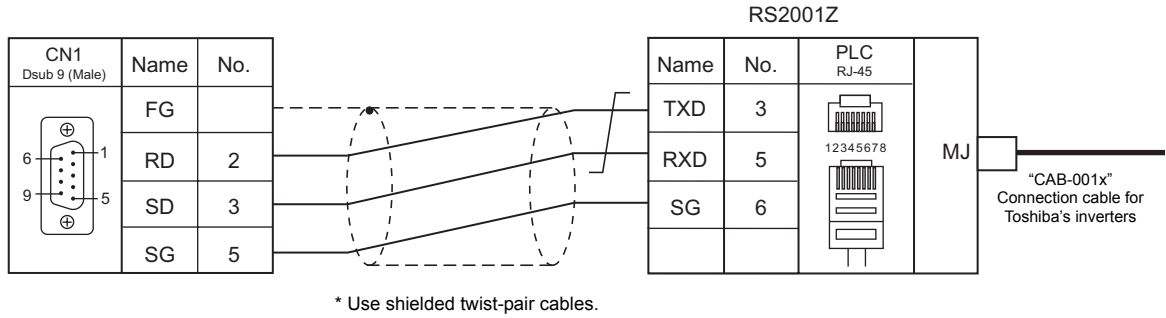 RS2001Z
CN1
Dsub 9 (Male)
Name No.
FG
RD 2
SD 3
SG 5
6 1
9 5
Name No.
TXD 3
RXD 5
SG 6
PLC
RJ-45
12345678
MJ
“CAB-001x”
Connection cable for
Toshiba’s inverters
* Use shielded twist-pair cables.